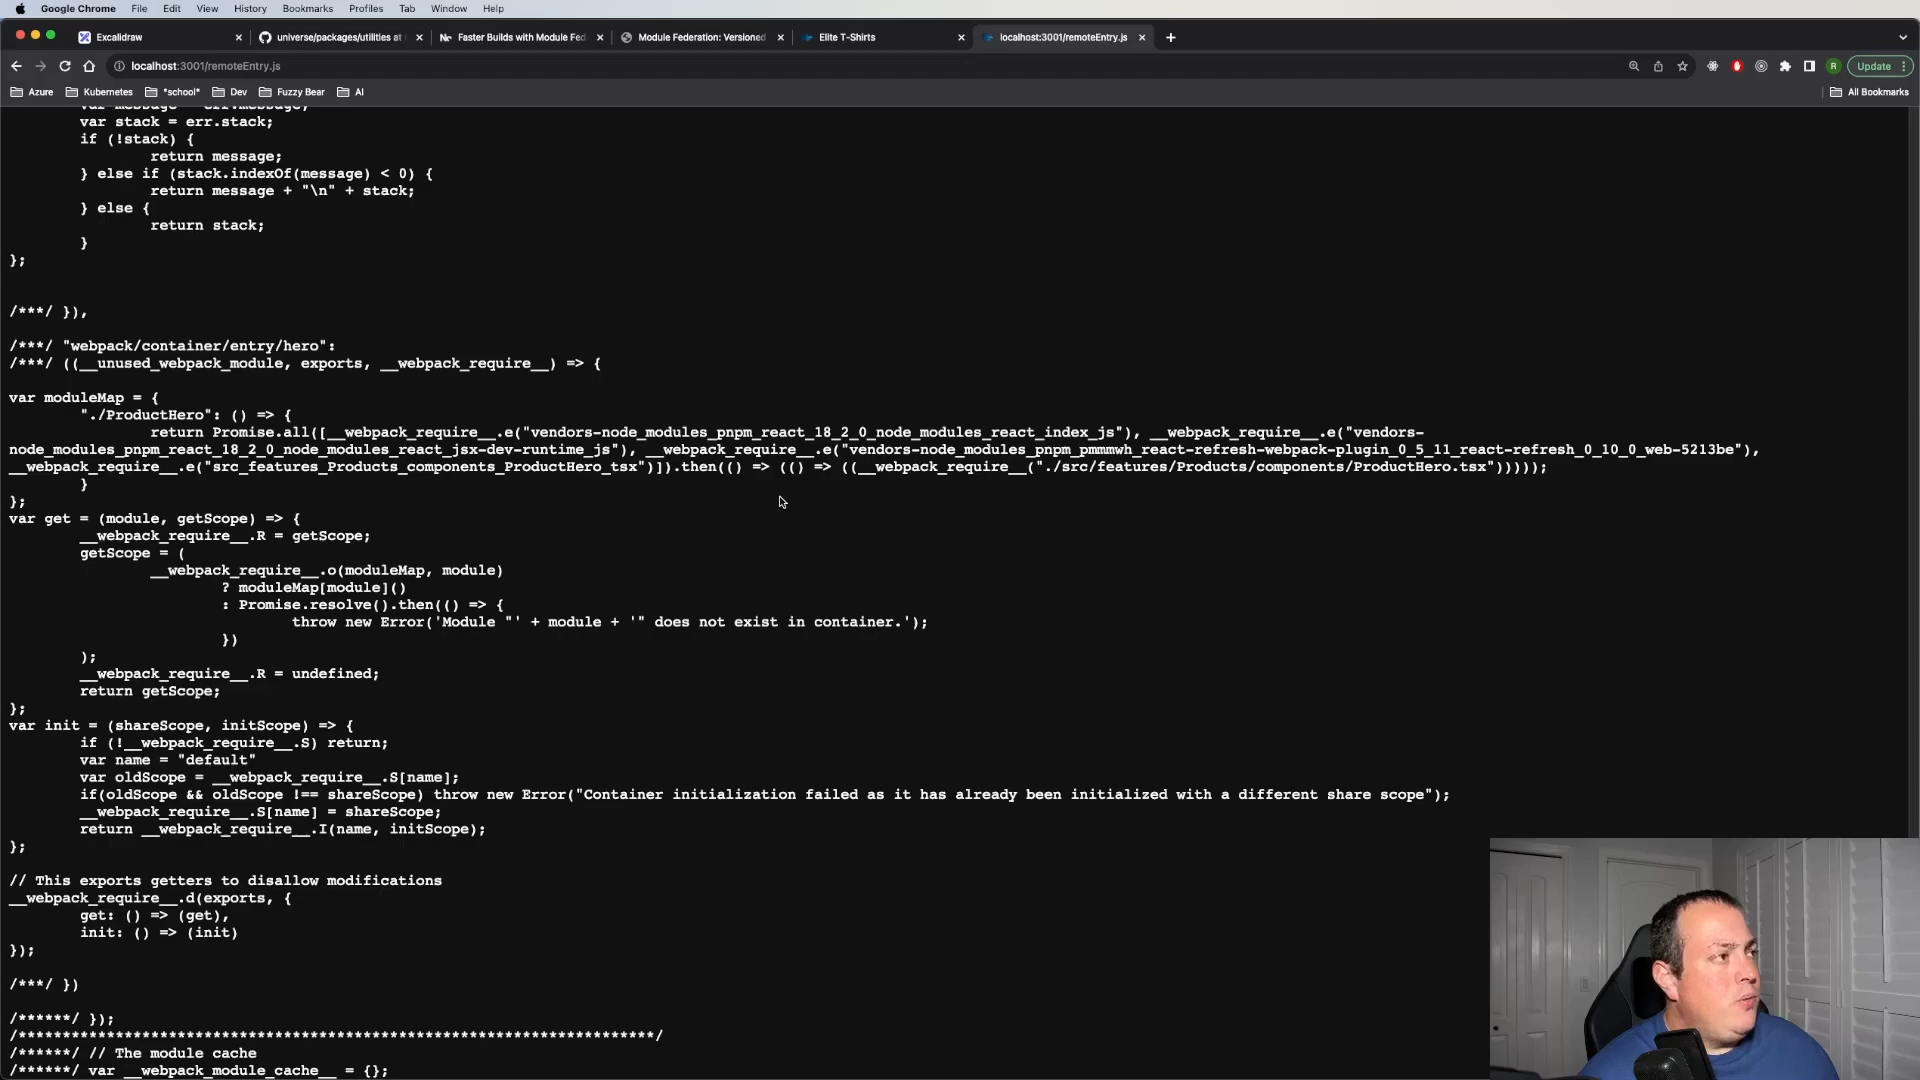 Google Chrome File Edit View History Bookmarks Profiles Tab Window Help
Excalidraw universe/packages/utilities at Faster Builds with Module Fed Module Federation: Versioned Elite T-Shirts localhost:3001/remoteEntry.js
localhost:3001/remoteEntry.js R Update
Azure Kubernetes *school* Dev Fuzzy Bear AI All Bookmarks
var message = err.message;
var stack = err.stack;
if (!stack) {
return message;
} else if (stack.indexOf(message) < 0) {
return message + "\n" + stack;
} else {
return stack;
}
};
/***/ }),
/***/ "webpack/container/entry/hero":
/***/ ((__unused_webpack_module, exports, __webpack_require__) => {
var moduleMap = {
"./ProductHero": () => {
return Promise.all([__webpack_require__.e("vendors-node_modules_pnpm_react_18_2_0_node_modules_react_index_js"), __webpack_require__.e("vendors-
node_modules_pnpm_react_18_2_0_node_modules_react_jsx-dev-runtime_js"), __webpack_require__.e("vendors-node_modules_pnpm_pmmmwh_react-refresh-webpack-plugin_0_5_11_react-refresh_0_10_0_web-5213be"),
__webpack_require__.e("src_features_Products_components_ProductHero_tsx")]).then(() => (() => ((__webpack_require__("./src/features/Products/components/ProductHero.tsx")))));
}
};
var get = (module, getScope) => {
__webpack_require__.R = getScope;
getScope = (
__webpack_require__.o(moduleMap, module)
? moduleMap[module]()
: Promise.resolve().then(() => {
throw new Error('Module "' + module + '" does not exist in container.');
})
);
__webpack_require__.R = undefined;
return getScope;
};
var init = (shareScope, initScope) => {
if (!__webpack_require__.S) return;
var name = "default"
var oldScope = __webpack_require__.S[name];
if(oldScope && oldScope !== shareScope) throw new Error("Container initialization failed as it has already been initialized with a different share scope");
__webpack_require__.S[name] = shareScope;
return __webpack_require__.I(name, initScope);
};
// This exports getters to disallow modifications
__webpack_require__.d(exports, {
get: () => (get),
init: () => (init)
});
/***/ })
/******/ });
/************************************************************************/
/******/ // The module cache
/******/ var __webpack_module_cache__ = {};